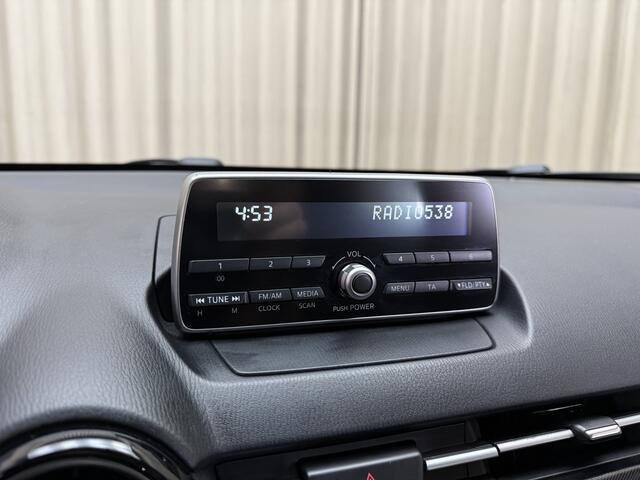 4:53 RADIO538
VOL
1 2 3 4 5 6
:00
⏮ TUNE ⏭ FM/AM MEDIA MENU TA ∨FLD/PTY∧
H M CLOCK SCAN PUSH POWER